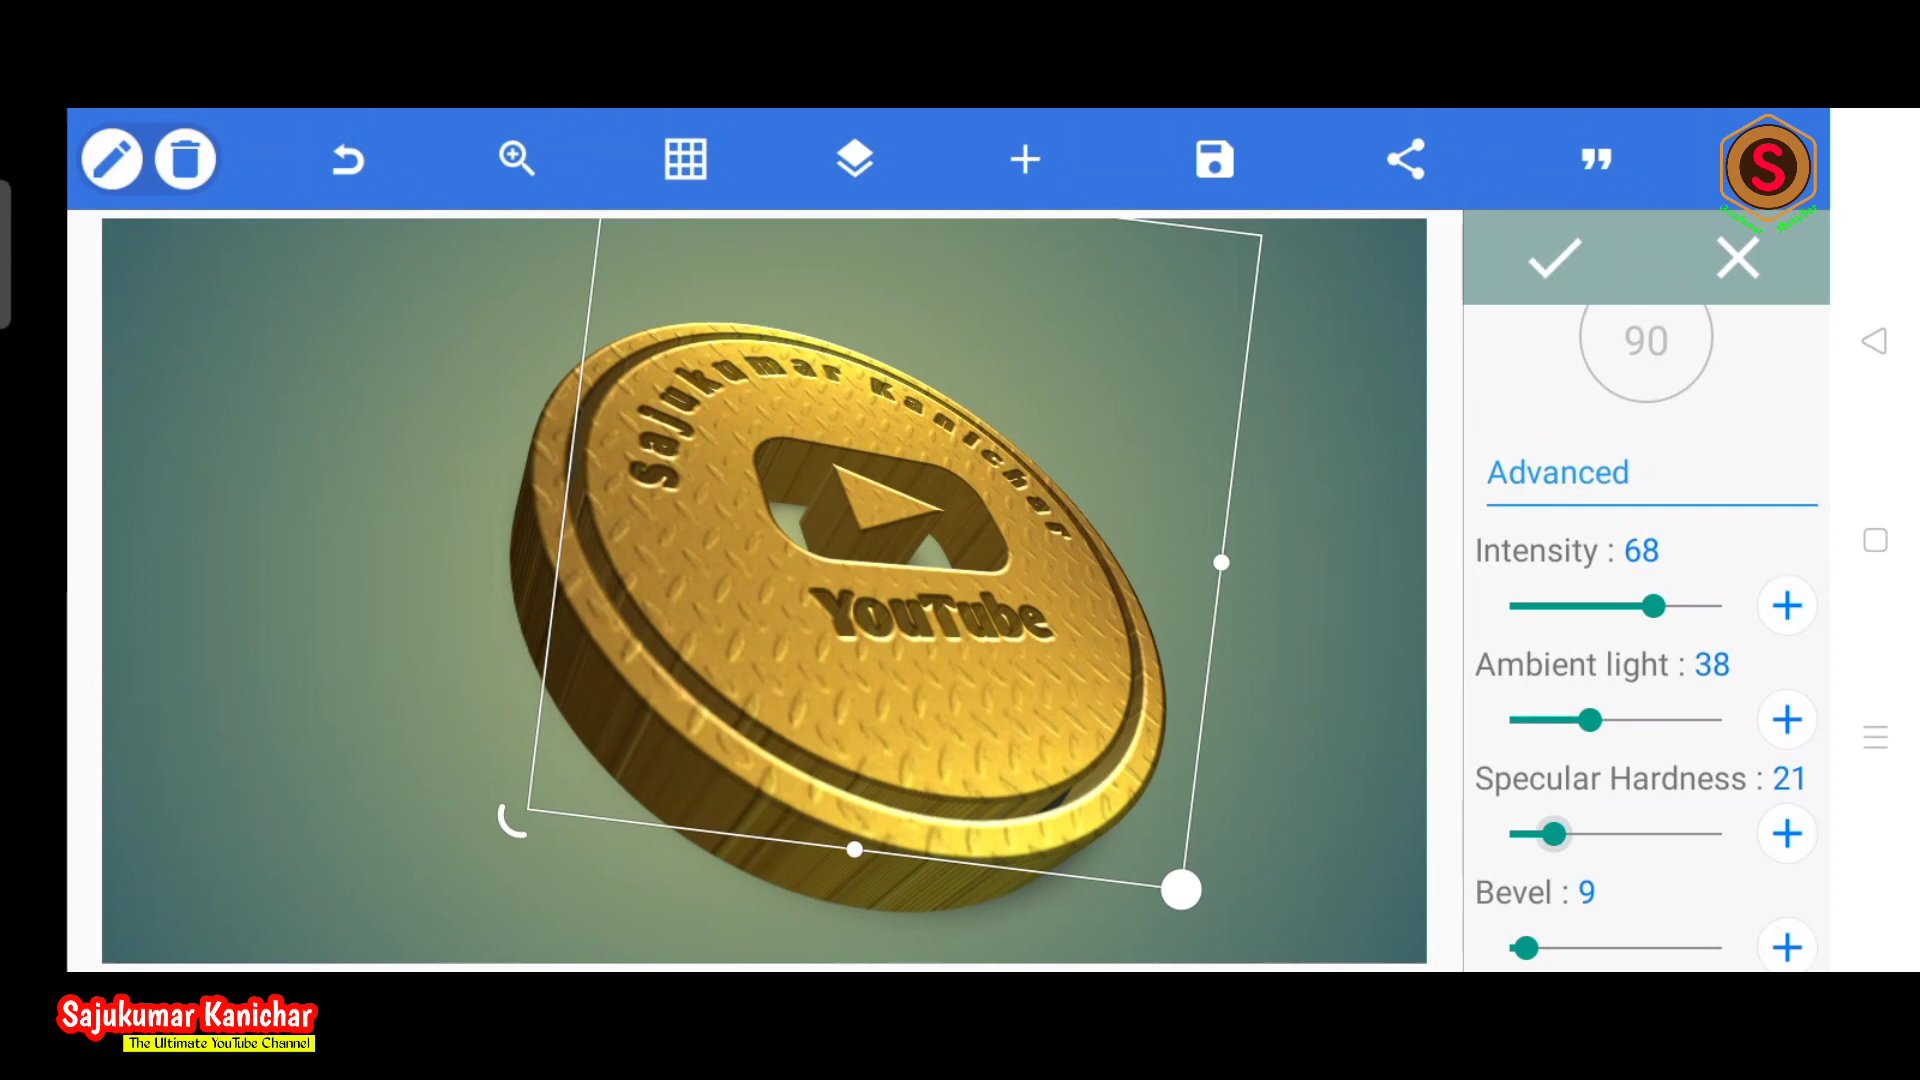 S
90
Advanced
Intensity : 68
Ambient light : 38
Specular Hardness : 21
Bevel : 9
Sajukumar Kanichar
YouTube
Sajukumar Kanichar
The Ultimate YouTube Channel